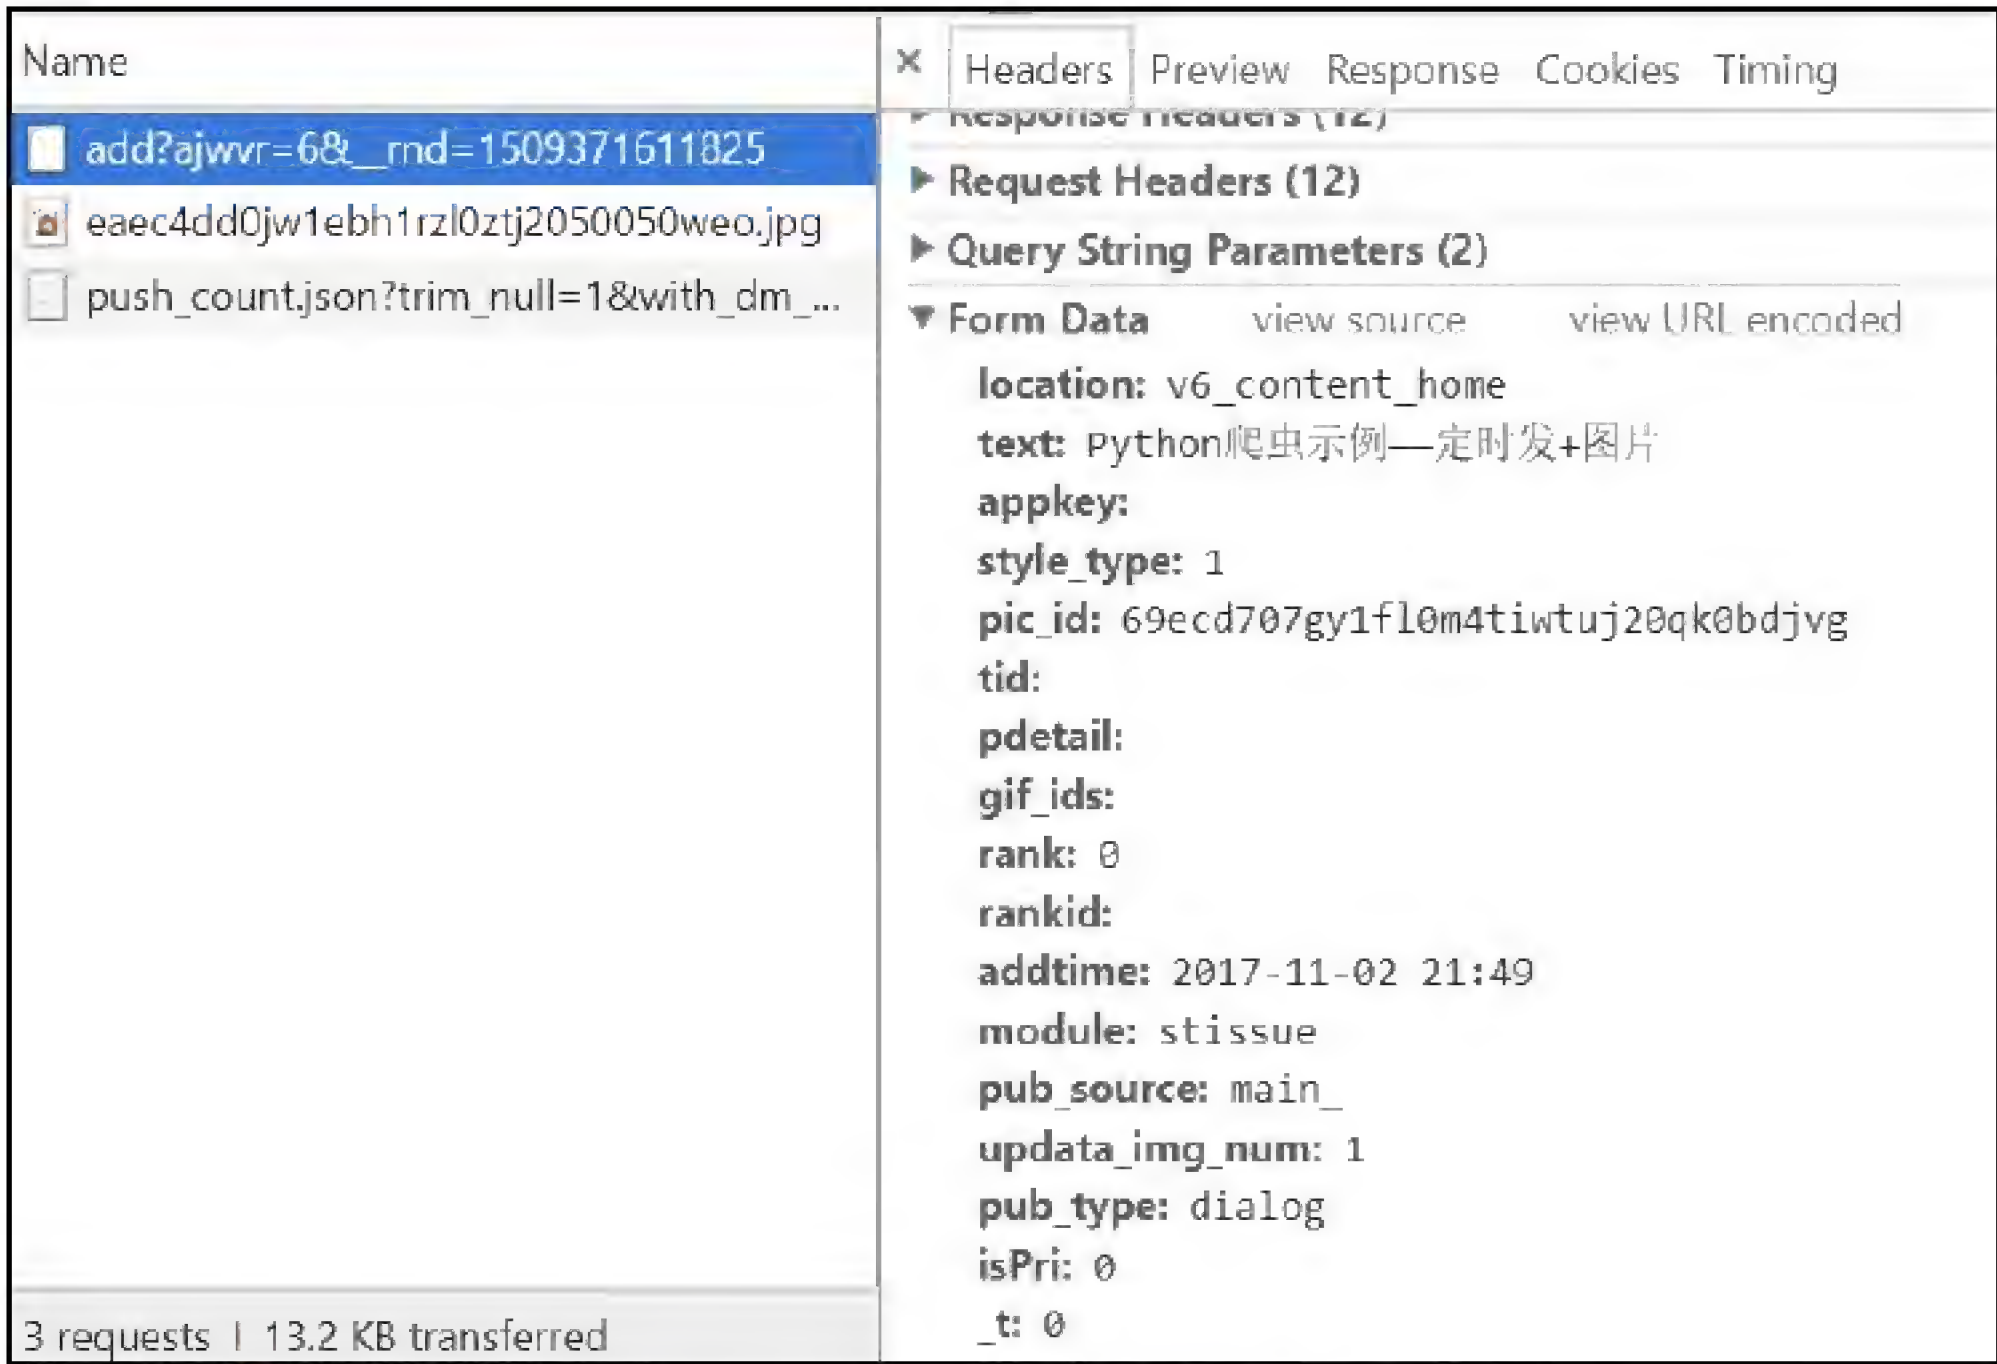 Name
add?ajwvr=6&__rnd=1509371611825
eaec4dd0jw1ebh1rzl0ztj2050050weo.jpg
push_count.json?trim_null=1&with_dm_...
3 requests | 13.2 KB transferred
× Headers Preview Response Cookies Timing
Response Headers (12)
Request Headers (12)
Query String Parameters (2)
Form Data view source view URL encoded
location: v6_content_home
text: Python爬虫示例——定时发+图片
appkey:
style_type: 1
pic_id: 69ecd707gy1fl0m4tiwtuj20qk0bdjvg
tid:
pdetail:
gif_ids:
rank: 0
rankid:
addtime: 2017-11-02 21:49
module: stissue
pub_source: main_
updata_img_num: 1
pub_type: dialog
isPri: 0
_t: 0